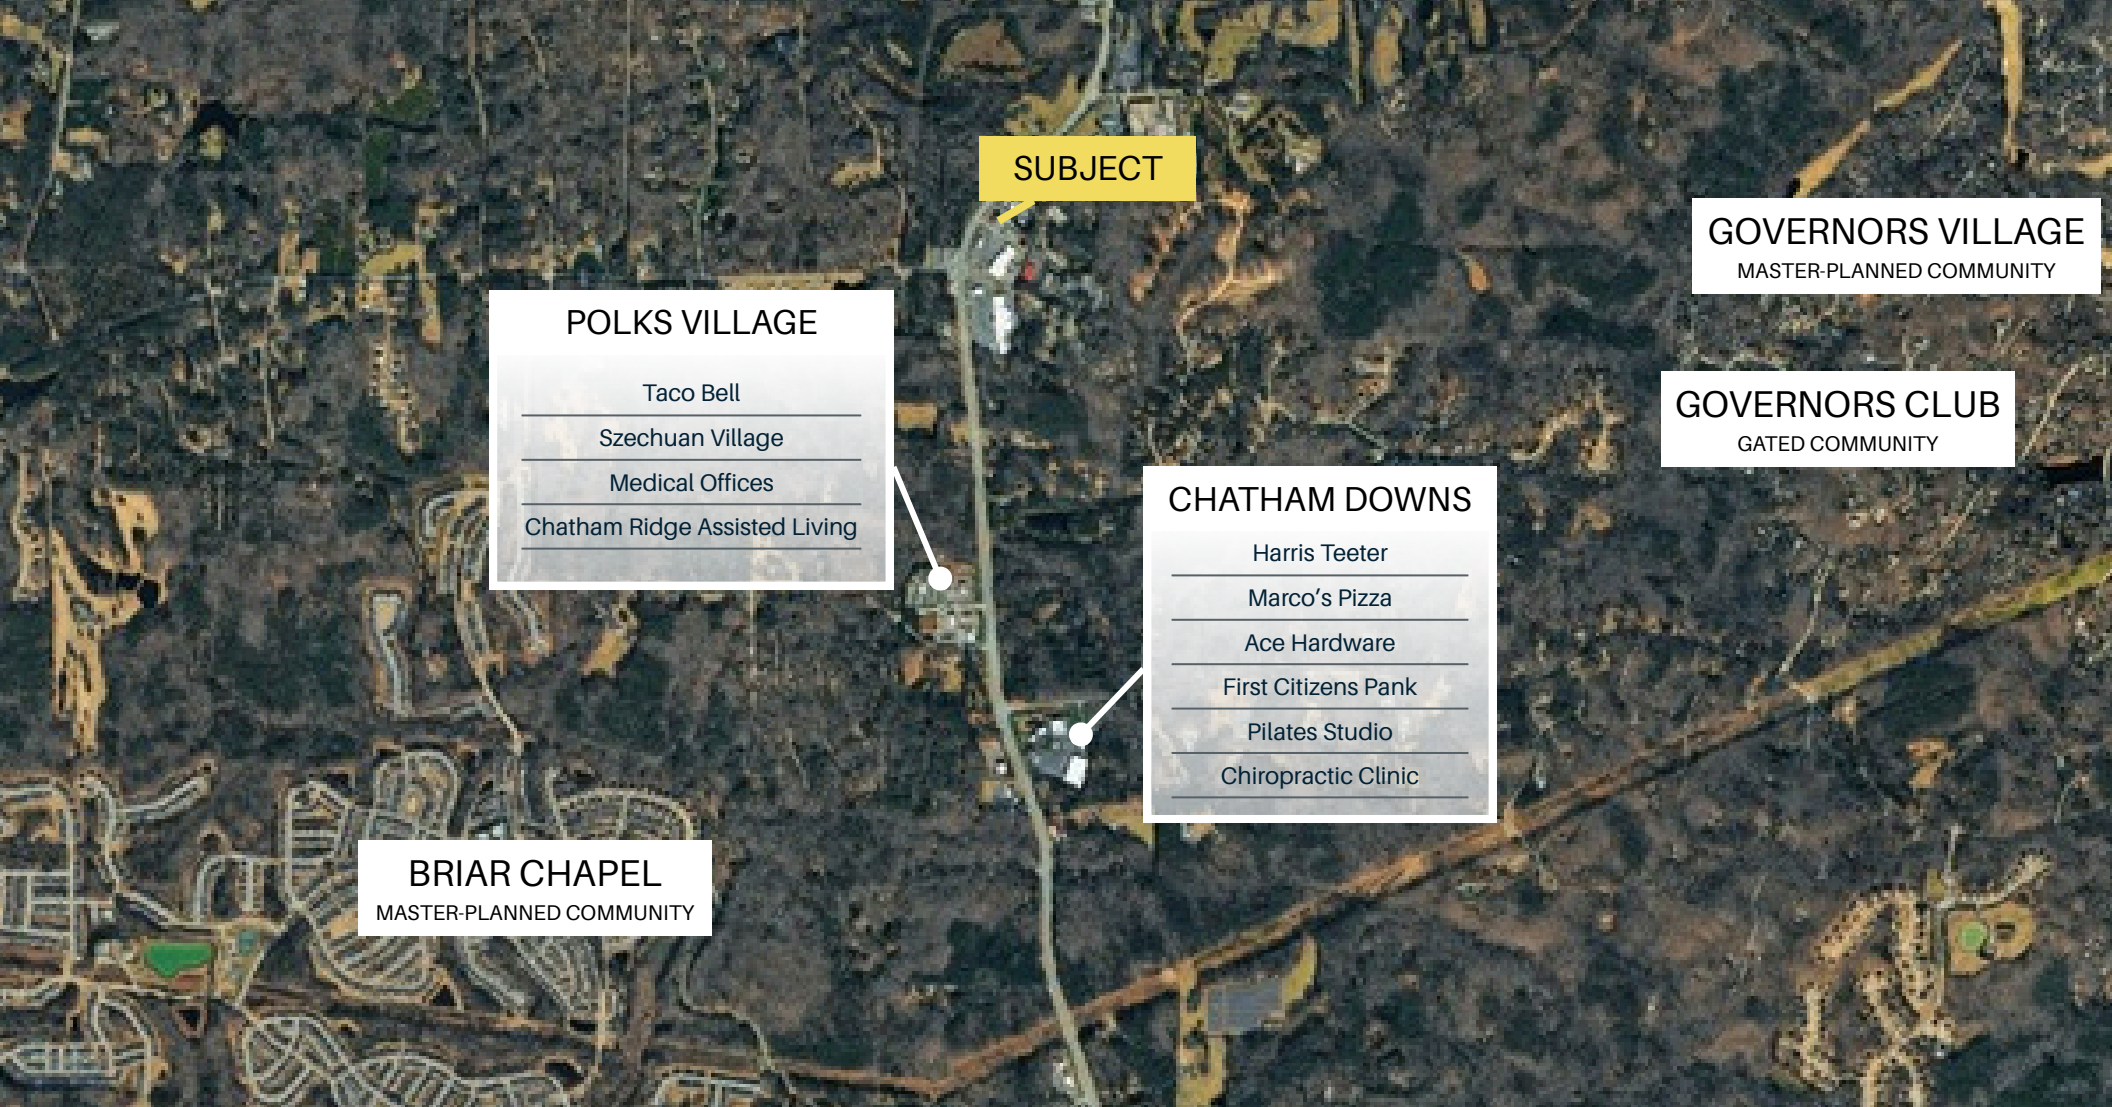 SUBJECT
GOVERNORS VILLAGE
MASTER-PLANNED COMMUNITY
POLKS VILLAGE
Taco Bell
Szechuan Village
Medical Offices
Chatham Ridge Assisted Living
GOVERNORS CLUB
GATED COMMUNITY
CHATHAM DOWNS
Harris Teeter
Marco’s Pizza
Ace Hardware
First Citizens Pank
Pilates Studio
Chiropractic Clinic
BRIAR CHAPEL
MASTER-PLANNED COMMUNITY